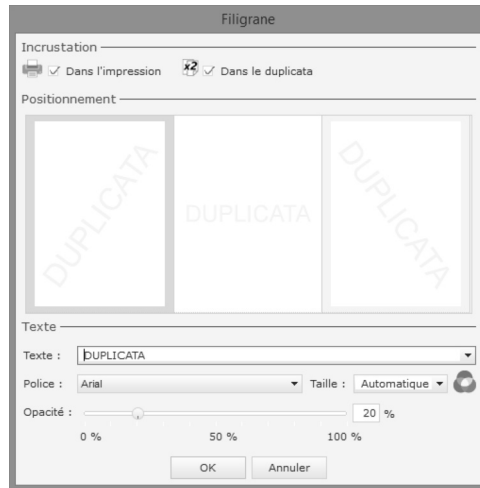 Filigrane
Incrustation
Dans l'impression x2 Dans le duplicata
Positionnement
DUPLICATA DUPLICATA DUPLICATA
Texte
Texte : DUPLICATA
Police : Arial Taille : Automatique
Opacité : 20 %
0 % 50 % 100 %
OK Annuler